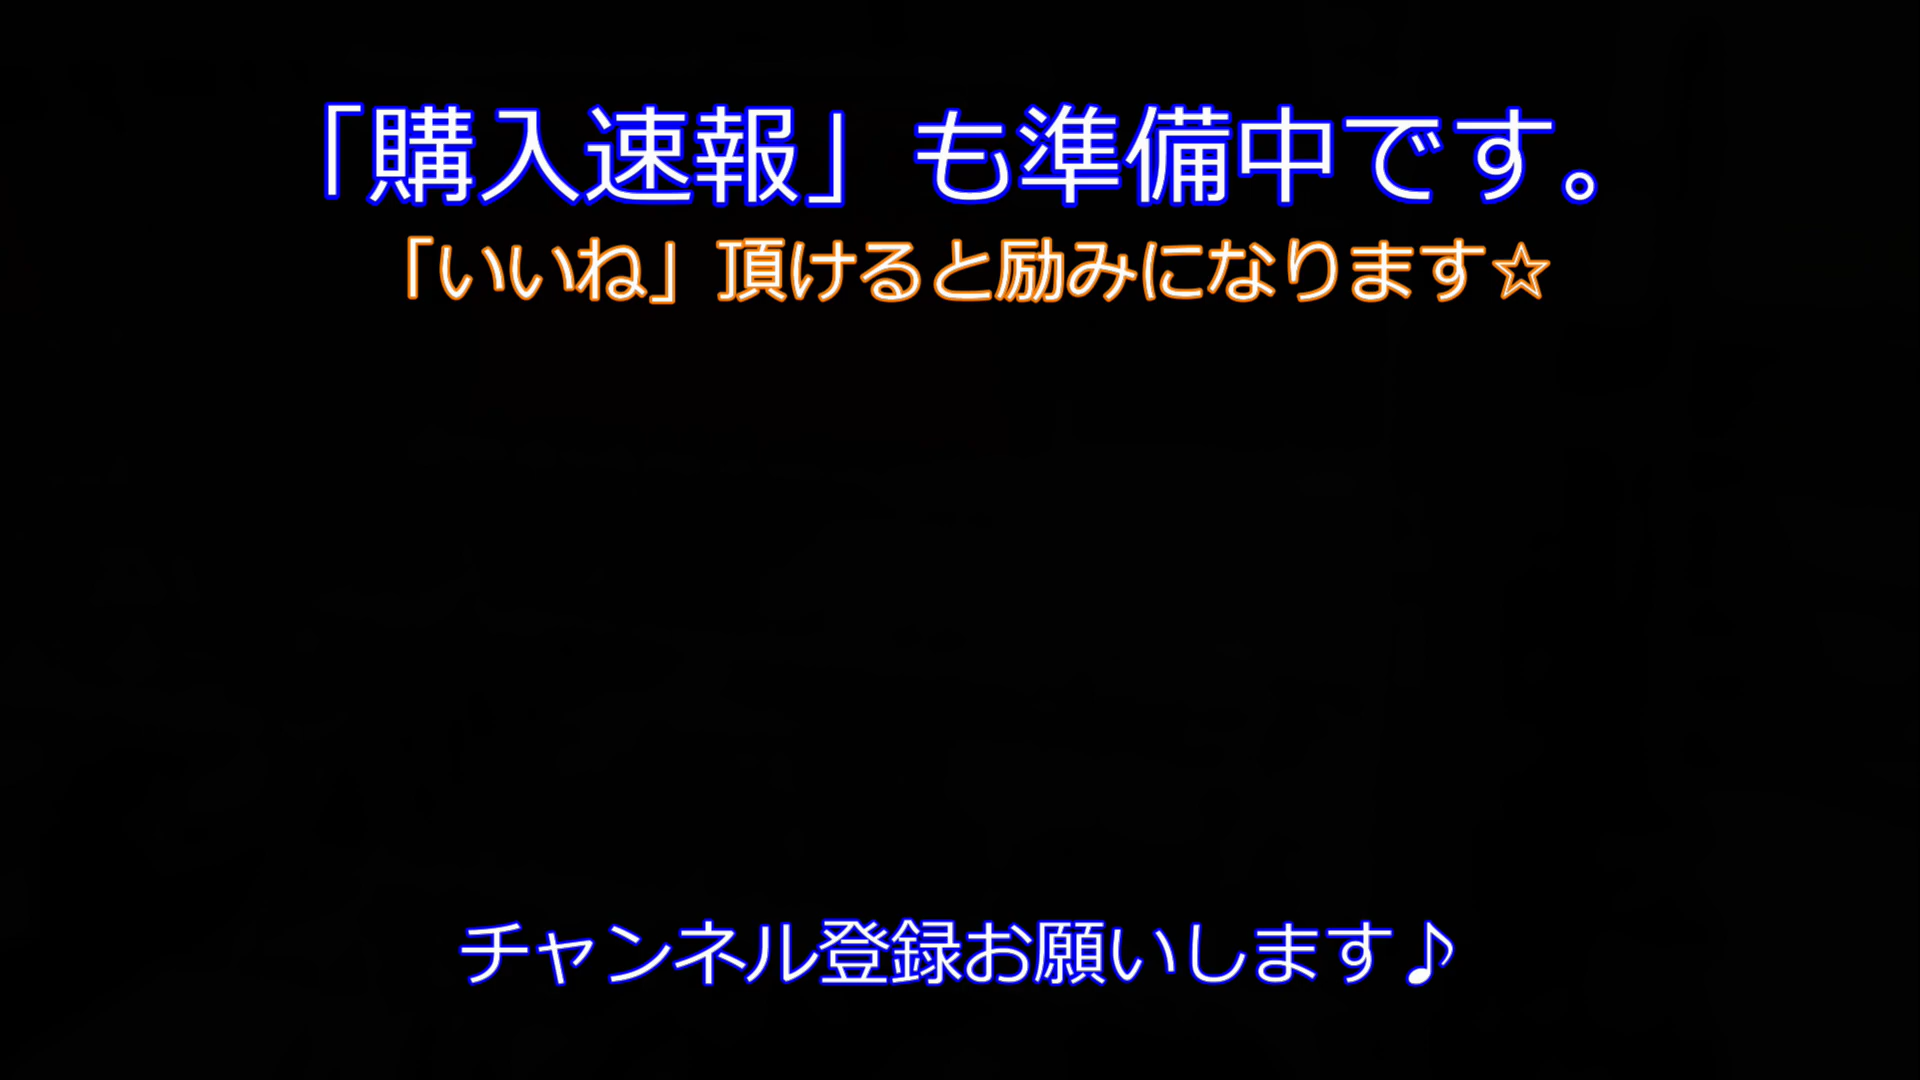 「購入速報」も準備中です。
「いいね」頂けると励みになります☆
チャンネル登録お願いします♪